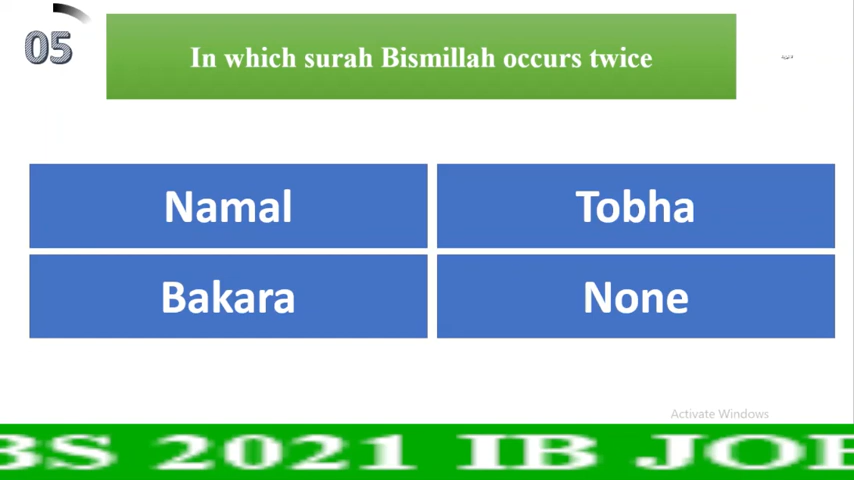 05
In which surah Bismillah occurs twice
Namal
Tobha
Bakara
None
Activate Windows
BS 2021 IB JOB